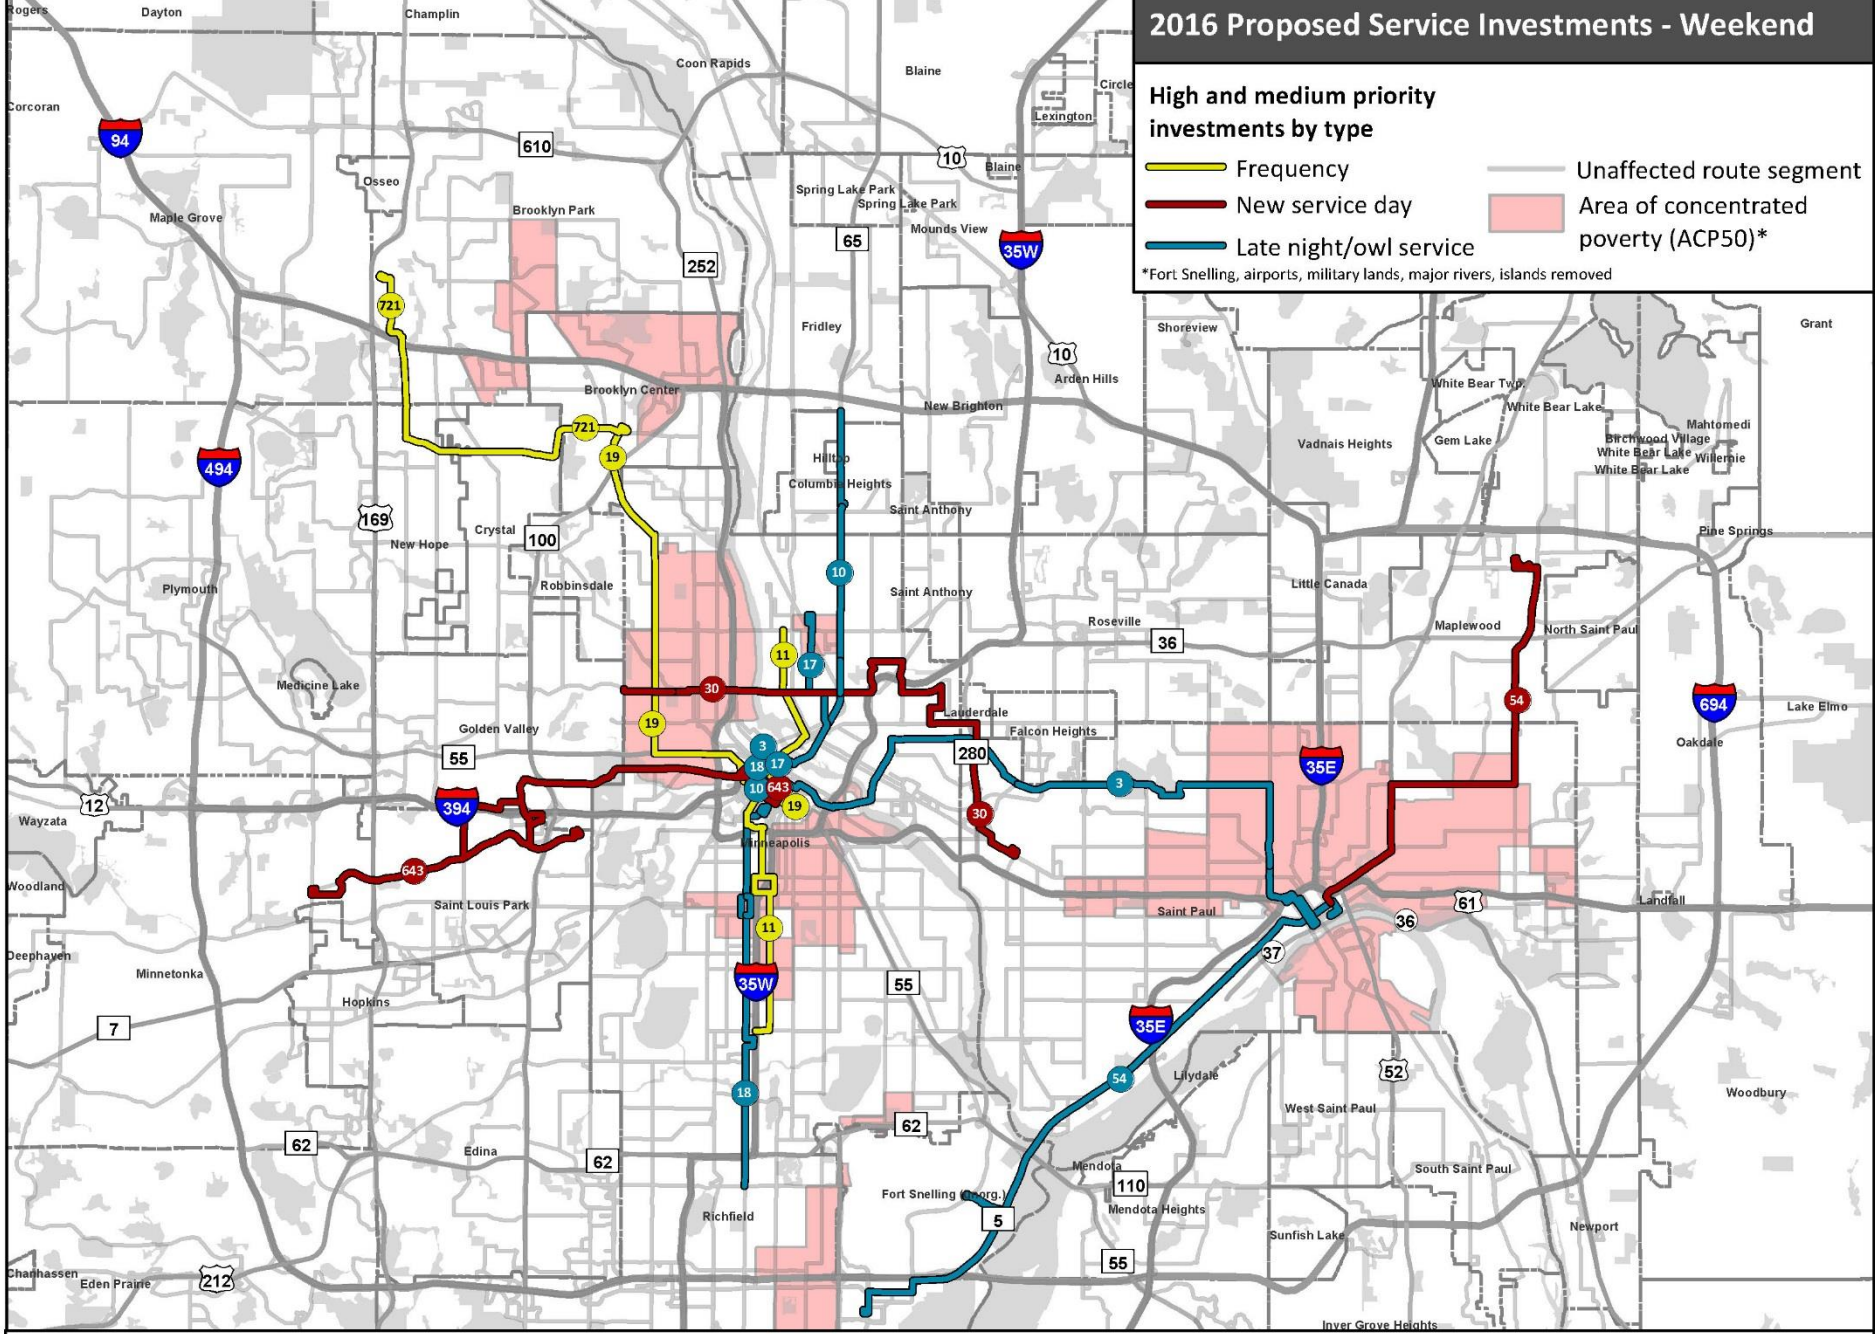 2016 Proposed Service Investments - Weekend
High and medium priority
investments by type
Frequency
New service day
Late night/owl service
Unaffected route segment
Area of concentrated
poverty (ACP50)*
*Fort Snelling, airports, military lands, major rivers, islands removed
Rogers
Dayton
Champlin
Coon Rapids
Blaine
Circle
Lexington
Corcoran
94
610
10
Blaine
Osseo
Spring Lake Park
Spring Lake Park
Maple Grove
Brooklyn Park
Mounds View
65
35W
252
721
Fridley
Shoreview
Grant
10
Arden Hills
Brooklyn Center
White Bear Twp.
New Brighton
White Bear Lake
721
Mahtomedi
Vadnais Heights
Gem Lake
Birchwood Village
19
Hilltop
White Bear Lake
Willernie
494
White Bear Lake
Columbia Heights
Saint Anthony
169
Crystal
100
New Hope
Pine Springs
10
Plymouth
Robbinsdale
Saint Anthony
Little Canada
Roseville
36
Maplewood
North Saint Paul
11
17
Medicine Lake
30
54
694
Lake Elmo
Lauderdale
19
Golden Valley
Falcon Heights
Oakdale
55
3
280
18
17
35E
10
643
3
12
394
19
30
Wayzata
Minneapolis
643
Woodland
Saint Louis Park
Saint Paul
61
Landfall
36
11
37
Deephaven
Minnetonka
35W
55
Hopkins
7
35E
52
54
Lilydale
18
Woodbury
West Saint Paul
62
62
Edina
62
Mendota
South Saint Paul
110
Fort Snelling (unorg.)
Richfield
5
Mendota Heights
Newport
Sunfish Lake
55
Chanhassen
Eden Prairie
212
Inver Grove Heights